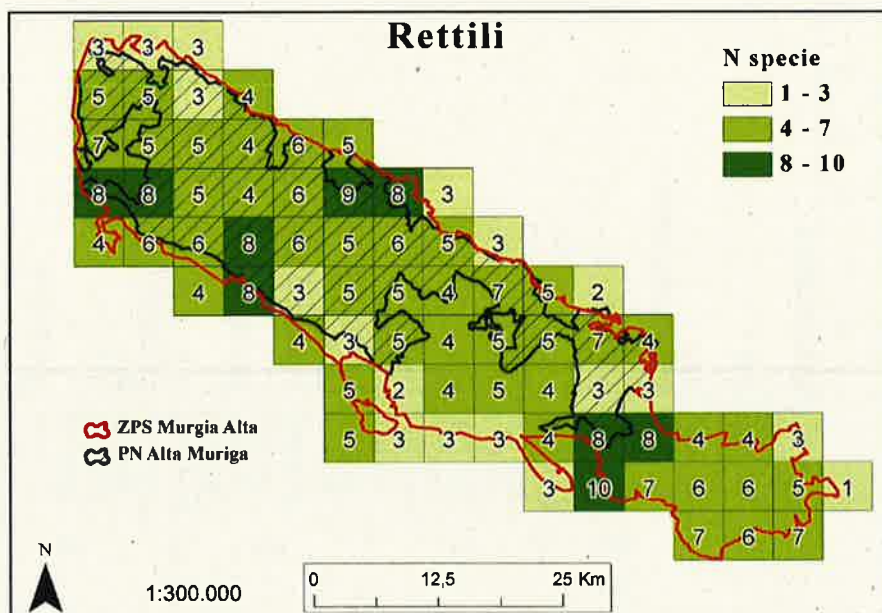 Rettili
N specie
1 - 3
4 - 7
8 - 10
3 3 3
5 5 3 4
7 5 5 4 6 5
8 8 5 4 6 9 8 3
4 6 6 8 6 5 6 5 3
4 8 3 5 5 4 7 5 2
4 3 5 4 5 5 7 4
5 2 4 5 4 3 3
5 3 3 3 4 8 8 4 4 3
3 10 7 6 6 5 1
7 6 7
ZPS Murgia Alta
PN Alta Muriga
N
1:300.000
0 12,5 25 Km